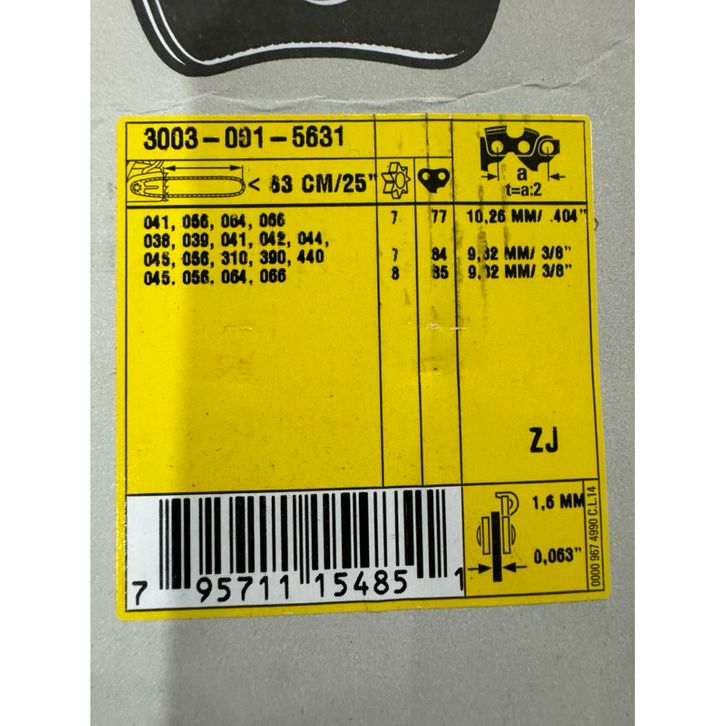 3003-001-5631
< 63 CM/25"
a
t=a:2
041, 056, 064, 066 7 77 10,26 MM/ .404"
038, 039, 041, 042, 044,
045, 056, 310, 390, 440 7 84 9,32 MM/ 3/8"
045, 056, 064, 066 8 85 9,32 MM/ 3/8"
ZJ
1,6 MM
0,063"
0000 967 4990 C.L.14
7 95711 15485 1